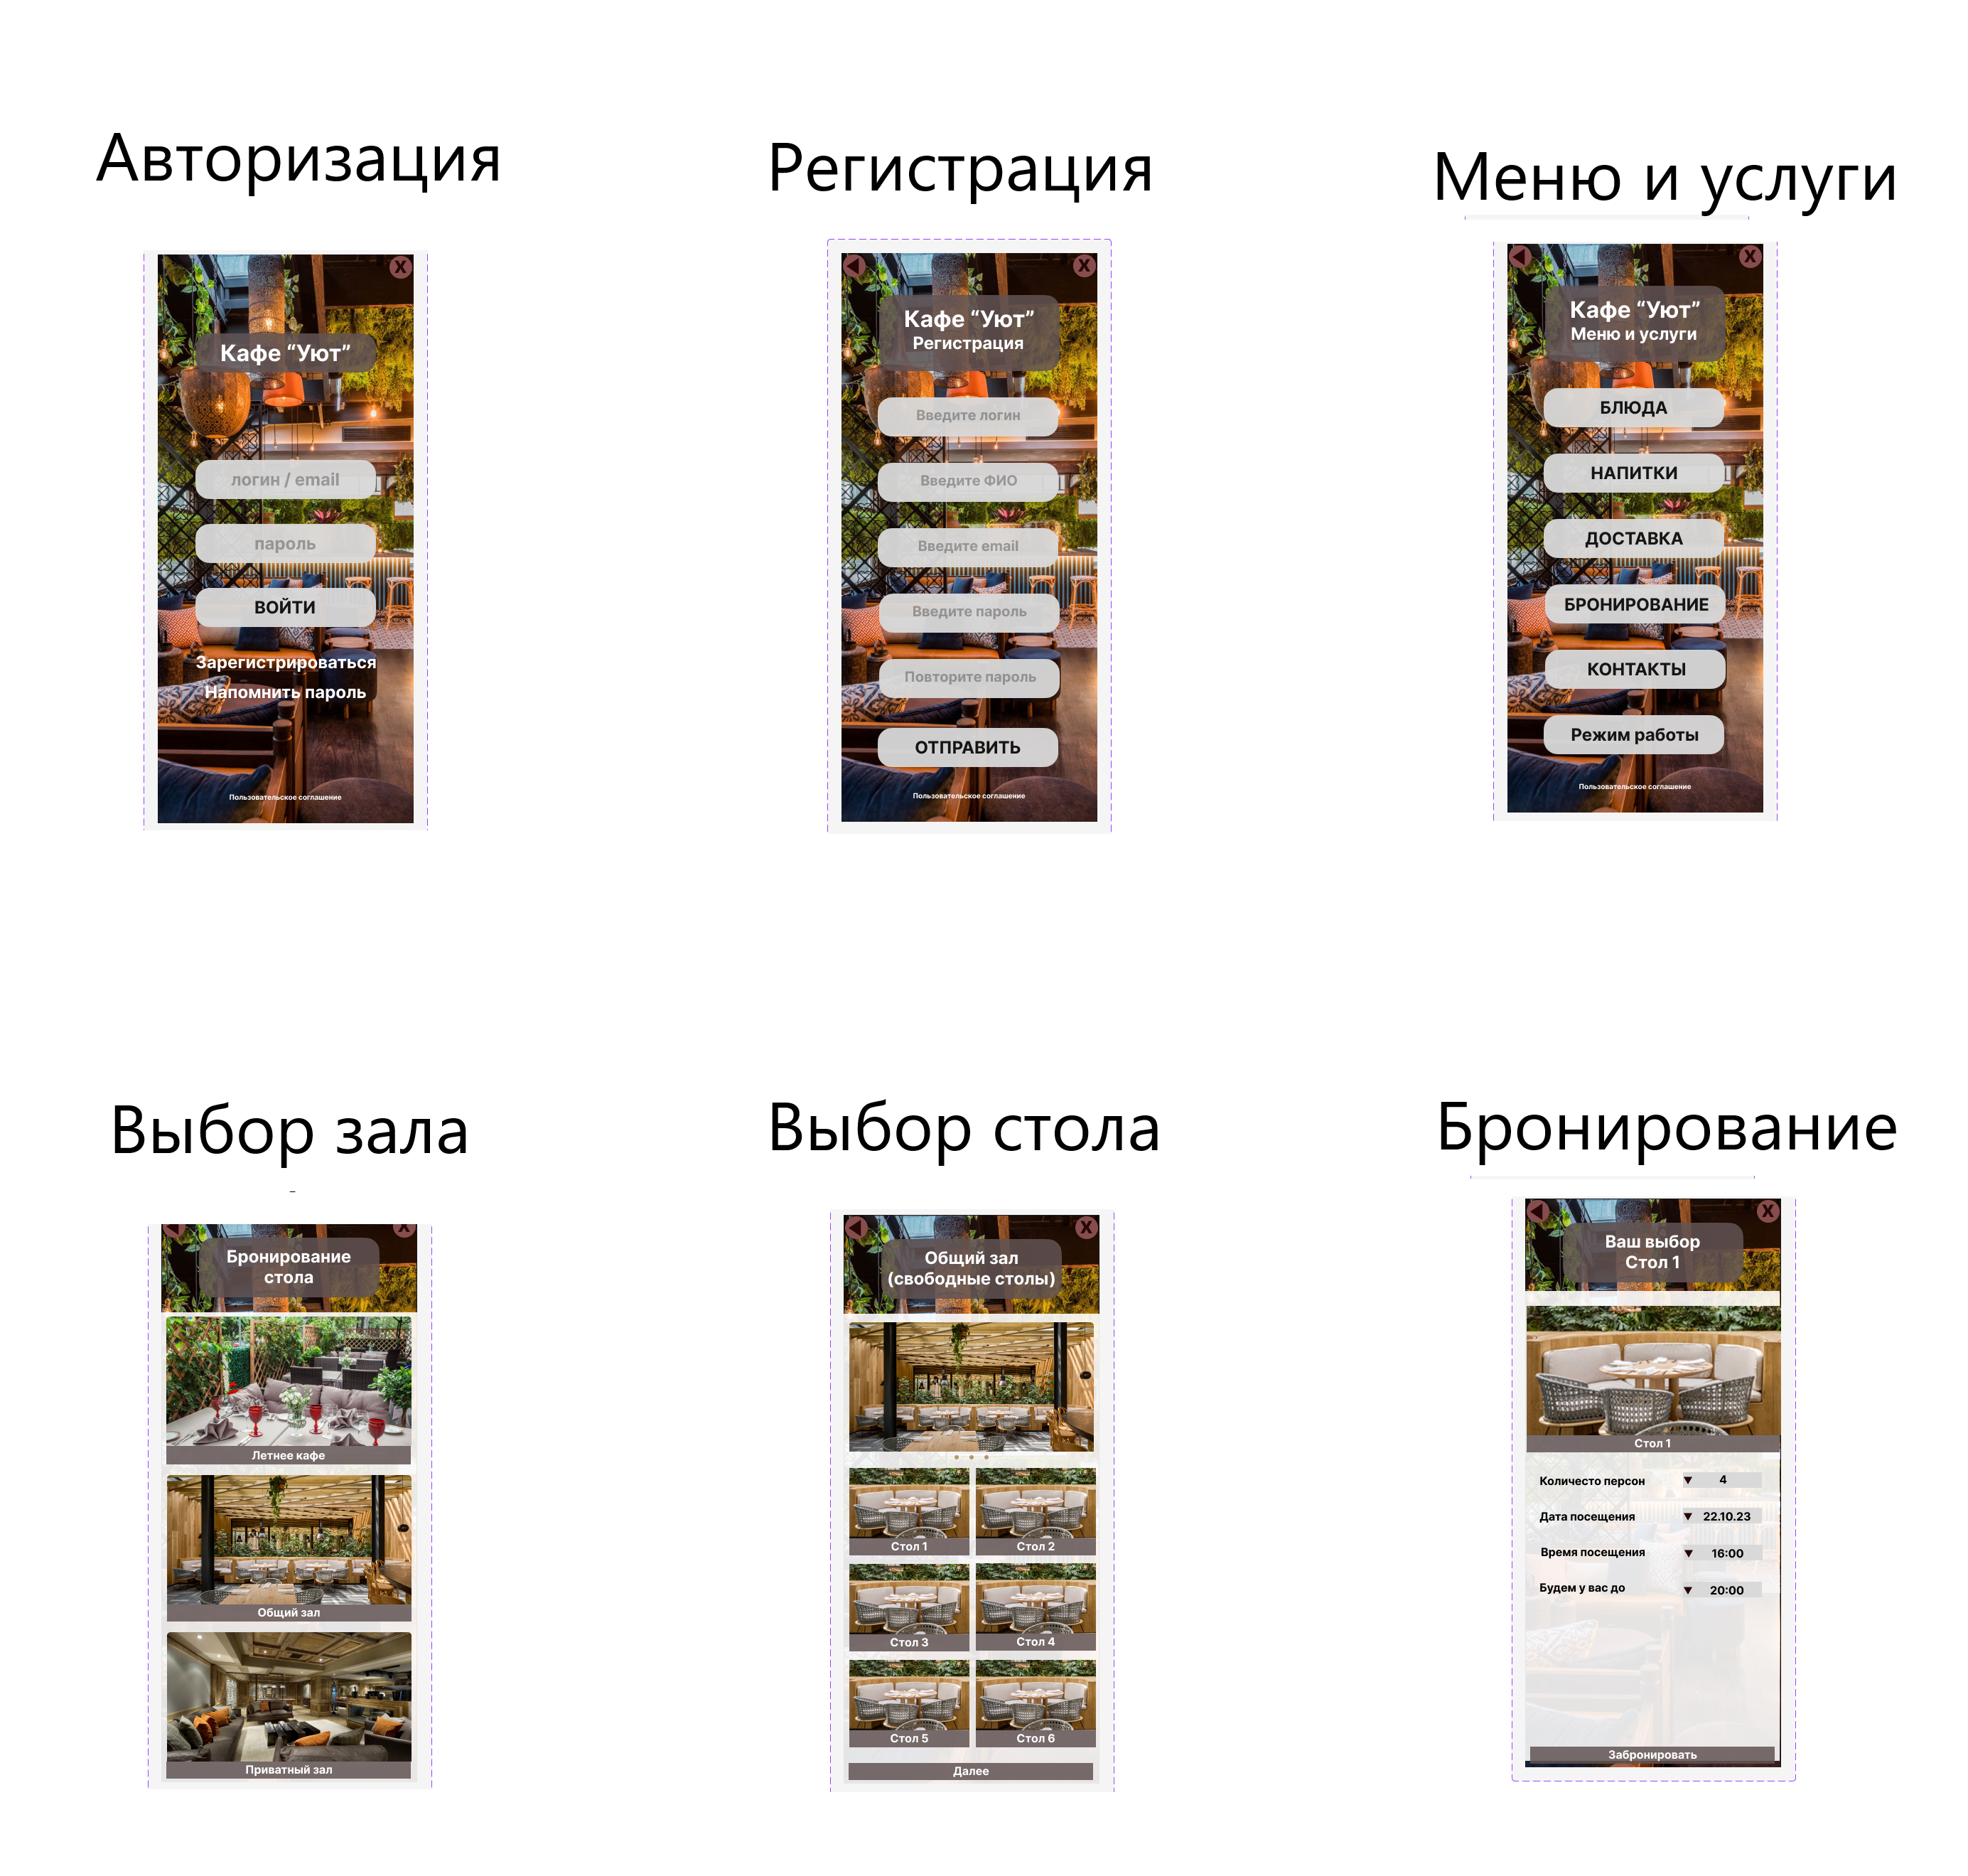 Авторизация
X
Кафе “Уют”
логин / email
пароль
ВОЙТИ
Зарегистрироваться
Напомнить пароль
Пользовательское соглашение
Регистрация
X
Кафе “Уют”
Регистрация
Введите логин
Введите ФИО
Введите email
Введите пароль
Повторите пароль
ОТПРАВИТЬ
Пользовательское соглашение
Меню и услуги
X
Кафе “Уют”
Меню и услуги
БЛЮДА
НАПИТКИ
ДОСТАВКА
БРОНИРОВАНИЕ
КОНТАКТЫ
Режим работы
Пользовательское соглашение
Выбор зала
X
Бронирование
стола
Летнее кафе
Общий зал
Приватный зал
Выбор стола
X
Общий зал
(свободные столы)
Стол 1
Стол 2
Стол 3
Стол 4
Стол 5
Стол 6
Далее
Бронирование
X
Ваш выбор
Стол 1
Стол 1
Количесто персон 4
Дата посещения 22.10.23
Время посещения 16:00
Будем у вас до 20:00
Забронировать